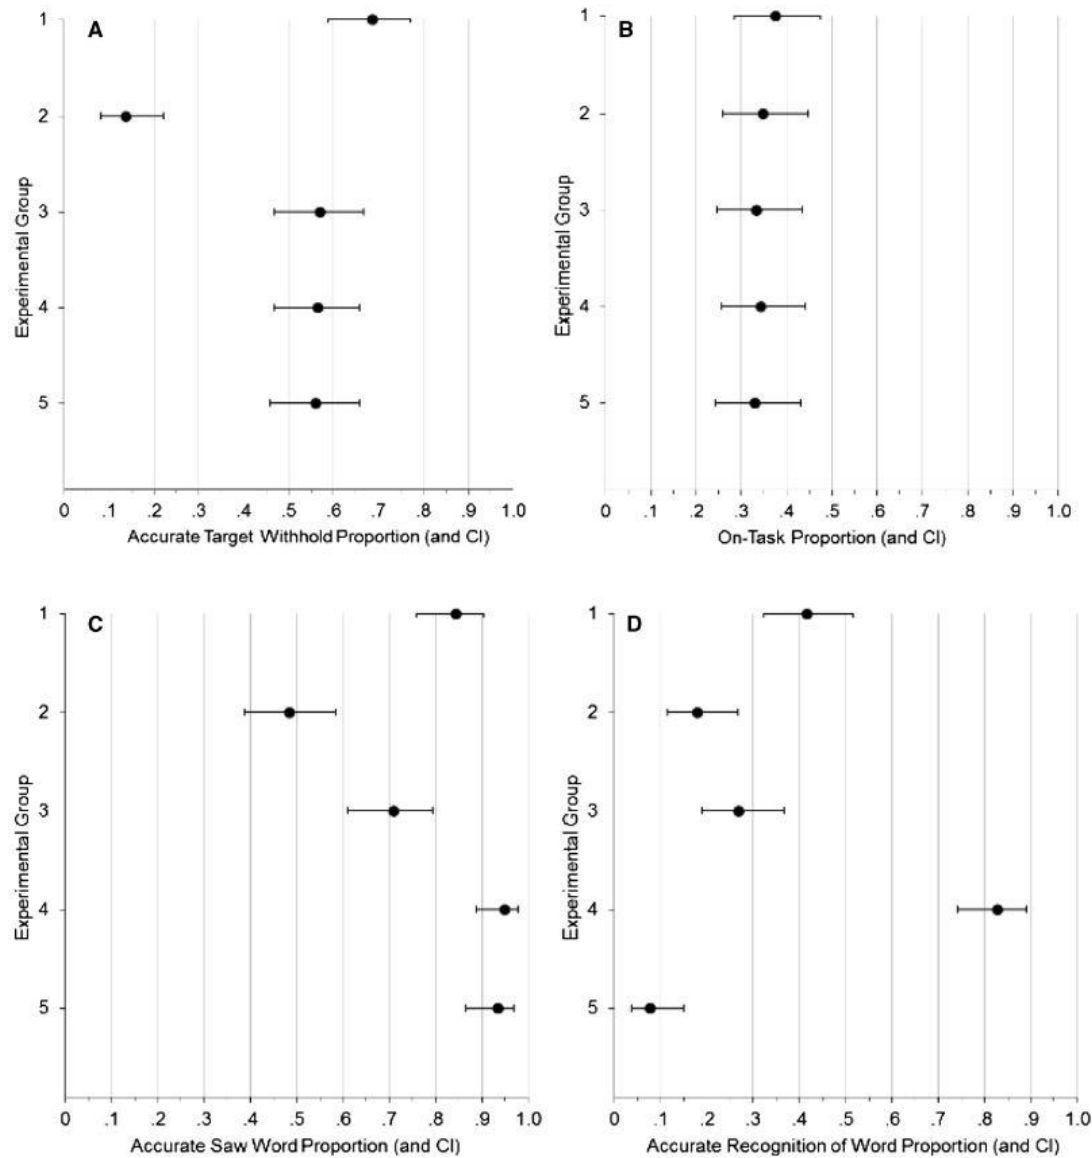 A
1
2
3
4
5
Experimental Group
0 .1 .2 .3 .4 .5 .6 .7 .8 .9 1.0
Accurate Target Withhold Proportion (and CI)
B
1
2
3
4
5
Experimental Group
0 .1 .2 .3 .4 .5 .6 .7 .8 .9 1.0
On-Task Proportion (and CI)
C
1
2
3
4
5
Experimental Group
0 .1 .2 .3 .4 .5 .6 .7 .8 .9 1.0
Accurate Saw Word Proportion (and CI)
D
1
2
3
4
5
Experimental Group
0 .1 .2 .3 .4 .5 .6 .7 .8 .9 1.0
Accurate Recognition of Word Proportion (and CI)